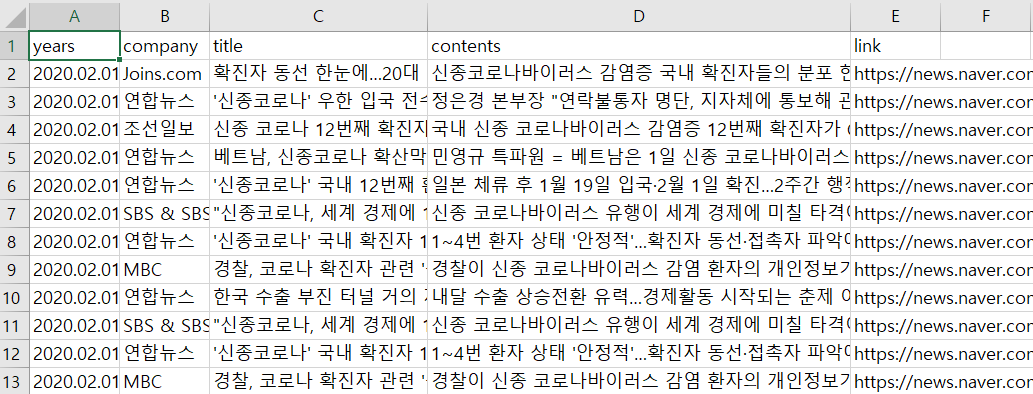 A B C D E F
1 years company title contents link
2 2020.02.01 Joins.com 확진자 동선 한눈에…20대 신종코로나바이러스 감염증 국내 확진자들의 분포 현 https://news.naver.com
3 2020.02.01 연합뉴스 '신종코로나' 우한 입국 전수 정은경 본부장 "연락불통자 명단, 지자체에 통보해 관 https://news.naver.com
4 2020.02.01 조선일보 신종 코로나 12번째 확진자 국내 신종 코로나바이러스 감염증 12번째 확진자가 https://news.naver.com
5 2020.02.01 연합뉴스 베트남, 신종코로나 확산막 민영규 특파원 = 베트남은 1일 신종 코로나바이러스 https://news.naver.com
6 2020.02.01 연합뉴스 '신종코로나' 국내 12번째 일본 체류 후 1월 19일 입국·2월 1일 확진…2주간 행적 https://news.naver.com
7 2020.02.01 SBS & SBS "신종코로나, 세계 경제에 1 신종 코로나바이러스 유행이 세계 경제에 미칠 타격이 https://news.naver.com
8 2020.02.01 연합뉴스 '신종코로나' 국내 확진자 1 1~4번 환자 상태 '안정적'…확진자 동선·접촉자 파악에 https://news.naver.com
9 2020.02.01 MBC 경찰, 코로나 확진자 관련 '경찰이 신종 코로나바이러스 감염 환자의 개인정보가 https://news.naver.com
10 2020.02.01 연합뉴스 한국 수출 부진 터널 거의 내달 수출 상승전환 유력…경제활동 시작되는 춘제 이 https://news.naver.com
11 2020.02.01 SBS & SBS "신종코로나, 세계 경제에 1 신종 코로나바이러스 유행이 세계 경제에 미칠 타격이 https://news.naver.com
12 2020.02.01 연합뉴스 '신종코로나' 국내 확진자 1 1~4번 환자 상태 '안정적'…확진자 동선·접촉자 파악에 https://news.naver.com
13 2020.02.01 MBC 경찰, 코로나 확진자 관련 '경찰이 신종 코로나바이러스 감염 환자의 개인정보가 https://news.naver.com